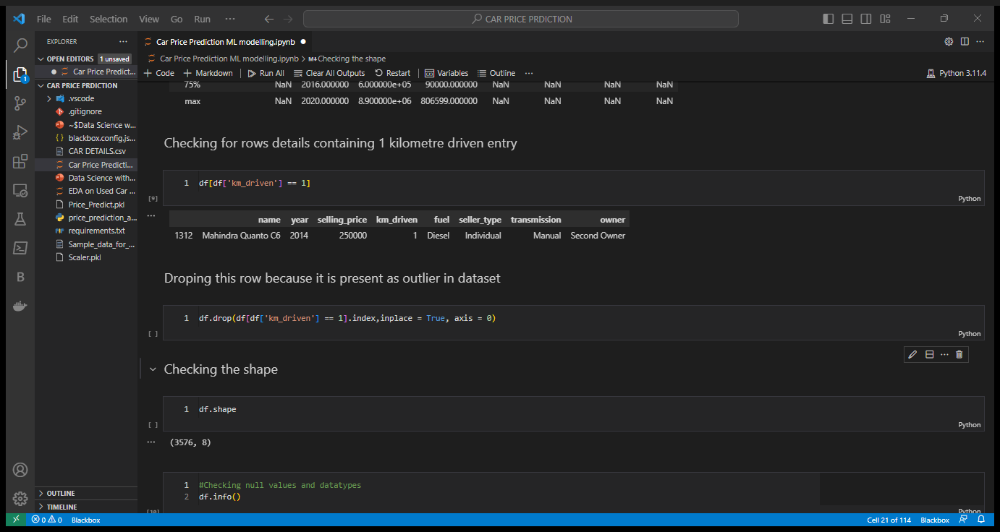 File Edit Selection View Go Run ··· CAR PRICE PRDICTION
EXPLORER ···
OPEN EDITORS 1 unsaved
Car Price Predict...
CAR PRICE PRDICTION
.vscode
.gitignore
~$Data Science w...
blackbox.config.js...
CAR DETAILS.csv
Car Price Predicti...
Data Science with...
EDA on Used Car ...
Price_Predict.pkl
price_prediction_a...
requirements.txt
Sample_data_for_...
Scaler.pkl
OUTLINE
TIMELINE
Car Price Prediction ML modelling.ipynb
Car Price Prediction ML modelling.ipynb > M↓Checking the shape
+ Code + Markdown Run All Clear All Outputs Restart Variables Outline ··· Python 3.11.4
75% NaN 2016.000000 6.000000e+05 90000.000000 NaN NaN NaN NaN
max NaN 2020.000000 8.900000e+06 806599.000000 NaN NaN NaN NaN
Checking for rows details containing 1 kilometre driven entry
1 df[df['km_driven'] == 1]
[9] Python
name year selling_price km_driven fuel seller_type transmission owner
1312 Mahindra Quanto C6 2014 250000 1 Diesel Individual Manual Second Owner
Droping this row because it is present as outlier in dataset
1 df.drop(df[df['km_driven'] == 1].index,inplace = True, axis = 0)
[ ] Python
Checking the shape
1 df.shape
[ ] Python
(3576, 8)
1 #Checking null values and datatypes
2 df.info()
[10] Python
1
B
0 0 Blackbox Cell 21 of 114 Blackbox